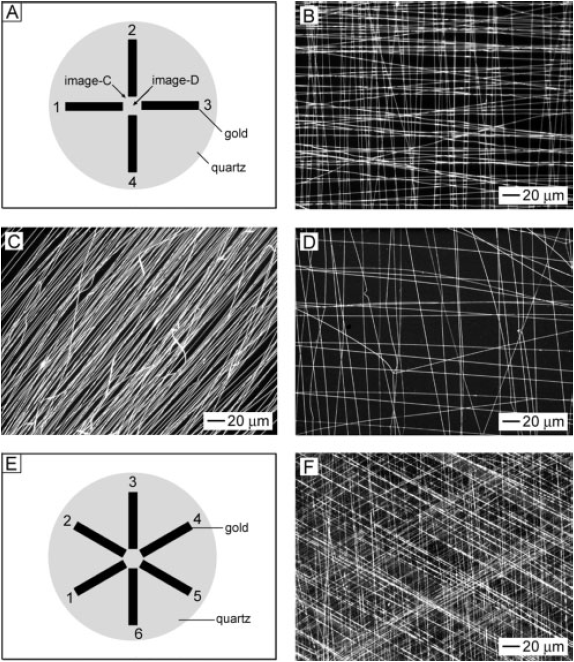 A
2
image-C
image-D
1
3
gold
quartz
4
B
20 μm
C
20 μm
D
20 μm
E
3
2
4
gold
1
5
quartz
6
F
20 μm